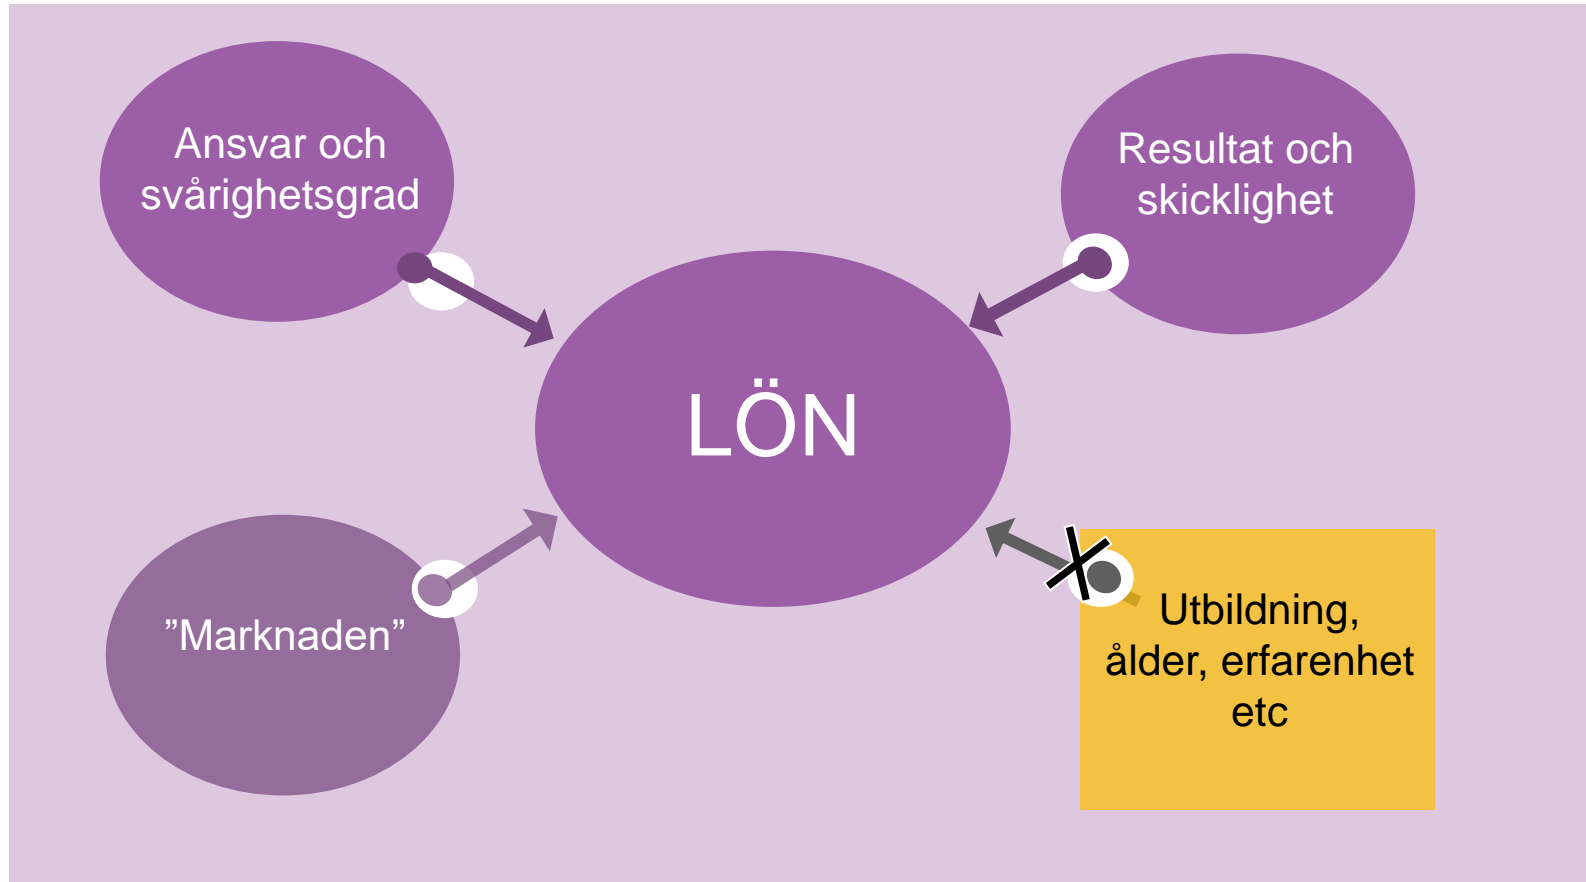 Ansvar och
svårighetsgrad
Resultat och
skicklighet
LÖN
”Marknaden”
Utbildning,
ålder, erfarenhet
etc